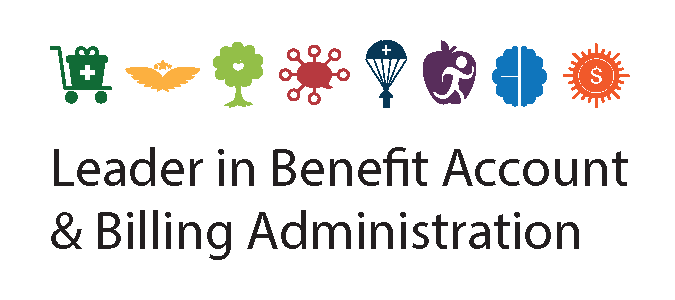 $
Leader in Benefit Account
& Billing Administration